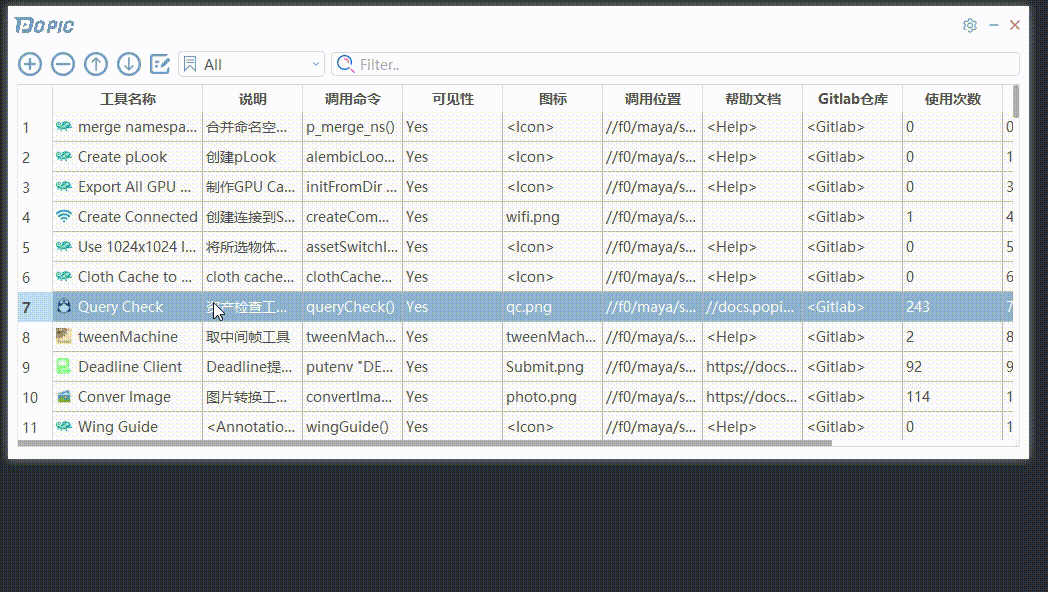 POPIC
All Filter..
工具名称 说明 调用命令 可见性 图标 调用位置 帮助文档 Gitlab仓库 使用次数
1 merge namespa... 合并命名空... p_merge_ns() Yes <Icon> //f0/maya/s... <Help> <Gitlab> 0 0
2 Create pLook 创建pLook alembicLoo... Yes <Icon> //f0/maya/s... <Help> <Gitlab> 0 1
3 Export All GPU ... 制作GPU Ca... initFromDir ... Yes <Icon> //f0/maya/s... <Help> <Gitlab> 0 3
4 Create Connected 创建连接到S... createCom... Yes wifi.png //f0/maya/s... <Gitlab> 1 4
5 Use 1024x1024 I... 将所选物体... assetSwitchI... Yes <Icon> //f0/maya/s... <Help> <Gitlab> 0 5
6 Cloth Cache to ... cloth cache... clothCache... Yes <Icon> //f0/maya/s... <Help> <Gitlab> 0 6
7 Query Check 资产检查工... queryCheck() Yes qc.png //f0/maya/s... //docs.popi... <Gitlab> 243 7
8 tweenMachine 取中间帧工具 tweenMach... Yes tweenMach... //f0/maya/s... <Help> <Gitlab> 2 8
9 Deadline Client Deadline提... putenv "DE... Yes Submit.png //f0/maya/s... https://docs... <Gitlab> 92 9
10 Conver Image 图片转换工... convertIma... Yes photo.png //f0/maya/s... https://docs... <Gitlab> 114 1
11 Wing Guide <Annotatio... wingGuide() Yes <Icon> //f0/maya/s... <Help> <Gitlab> 0 1